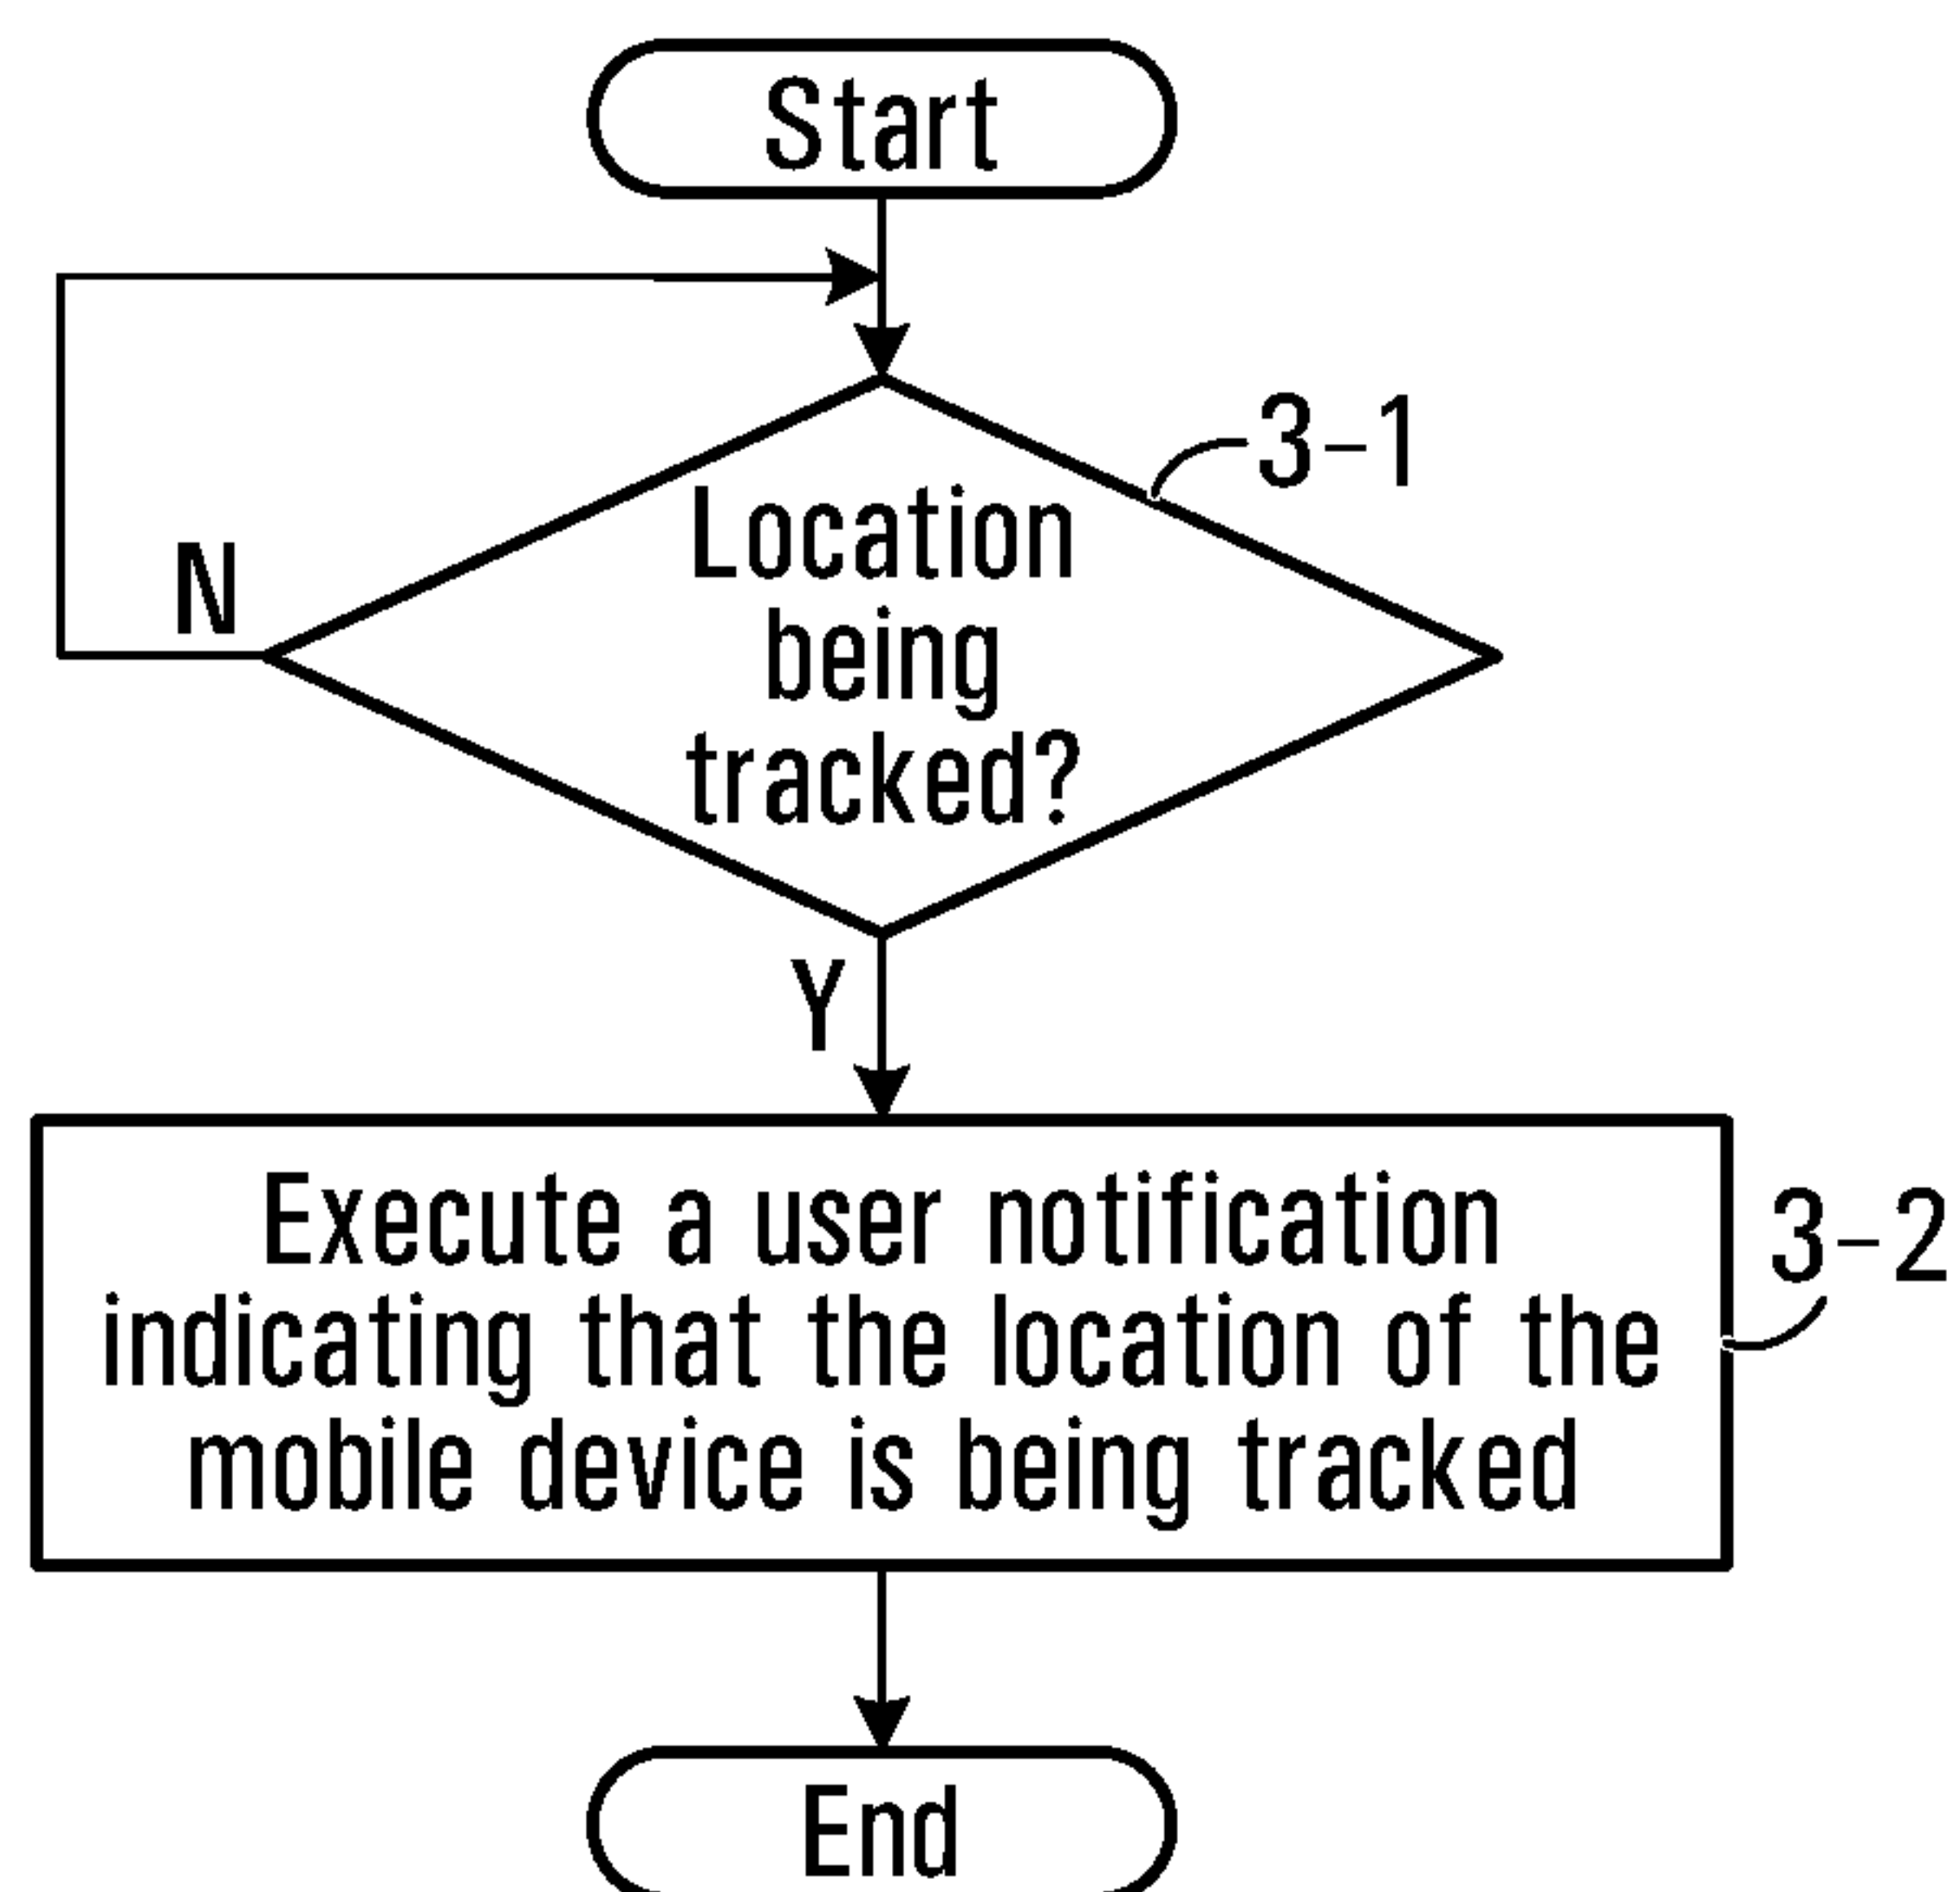 Start
3-1
Location
being
tracked?
N
Y
Execute a user notification
indicating that the location of the
mobile device is being tracked
3-2
End